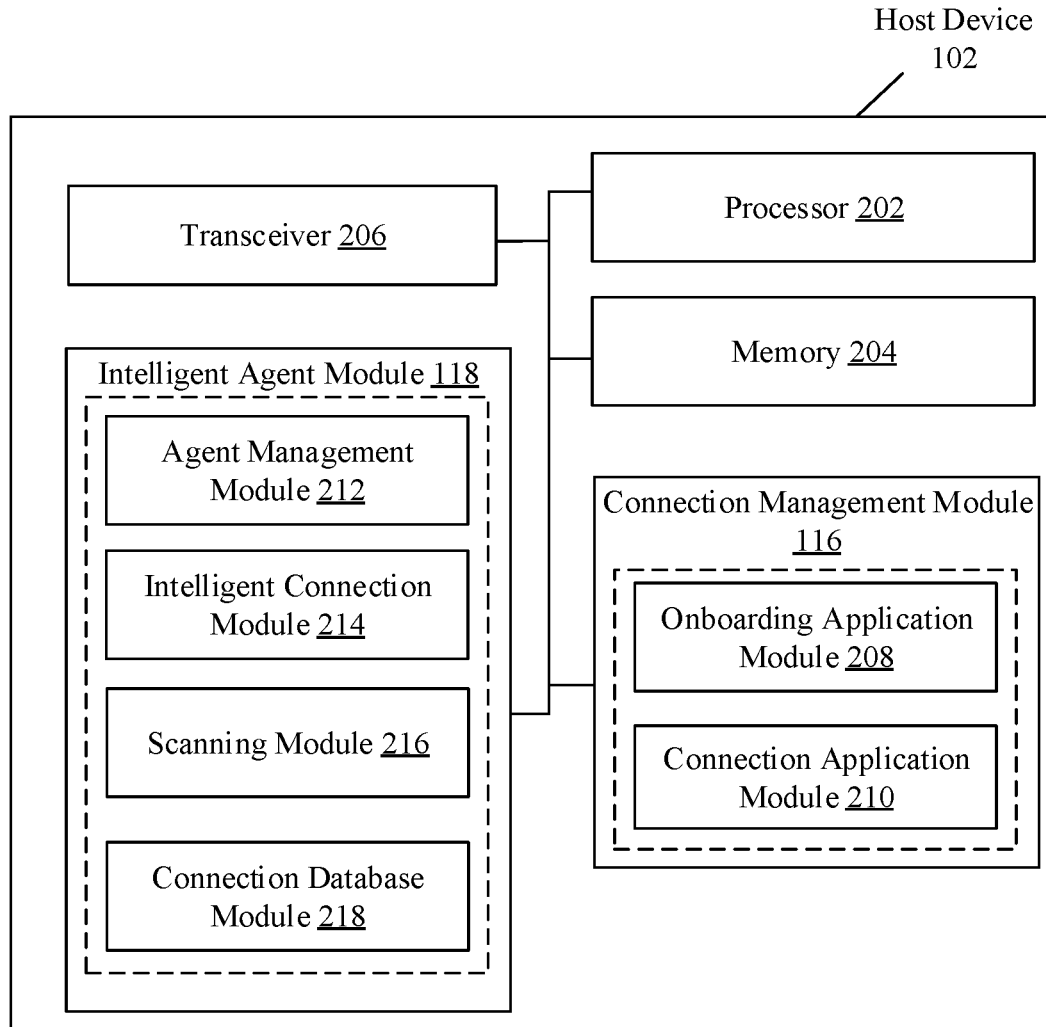 Host Device
102
Transceiver 206
Processor 202
Memory 204
Intelligent Agent Module 118
Agent Management
Module 212
Intelligent Connection
Module 214
Scanning Module 216
Connection Database
Module 218
Connection Management Module
116
Onboarding Application
Module 208
Connection Application
Module 210